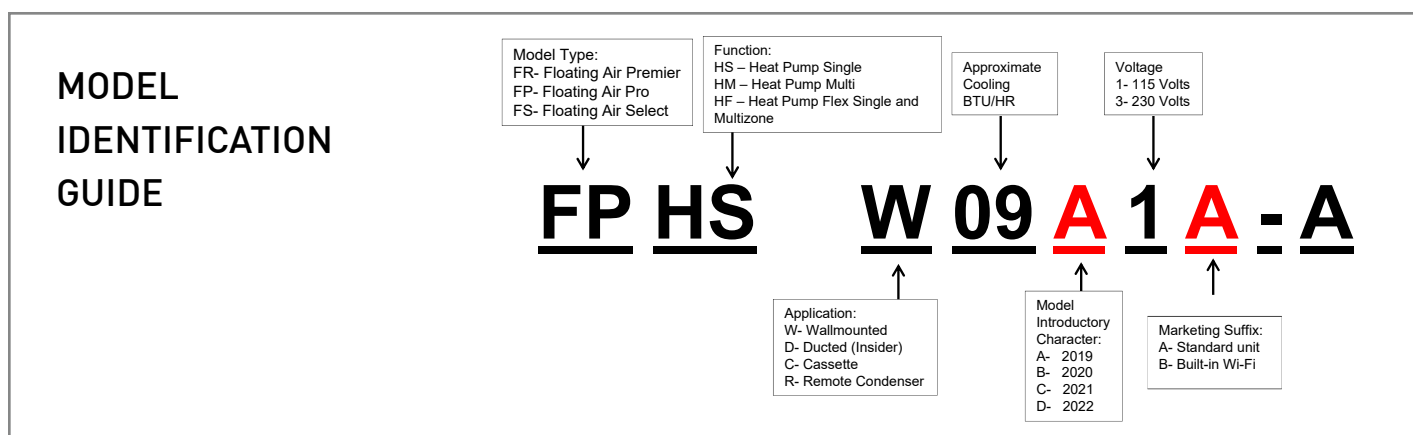 MODEL
IDENTIFICATION
GUIDE
Model Type:
FR- Floating Air Premier
FP- Floating Air Pro
FS- Floating Air Select
Function:
HS – Heat Pump Single
HM – Heat Pump Multi
HF – Heat Pump Flex Single and
Multizone
Approximate
Cooling
BTU/HR
Voltage
1- 115 Volts
3- 230 Volts
FP HS W 09 A 1 A - A
Application:
W- Wallmounted
D- Ducted (Insider)
C- Cassette
R- Remote Condenser
Model
Introductory
Character:
A- 2019
B- 2020
C- 2021
D- 2022
Marketing Suffix:
A- Standard unit
B- Built-in Wi-Fi